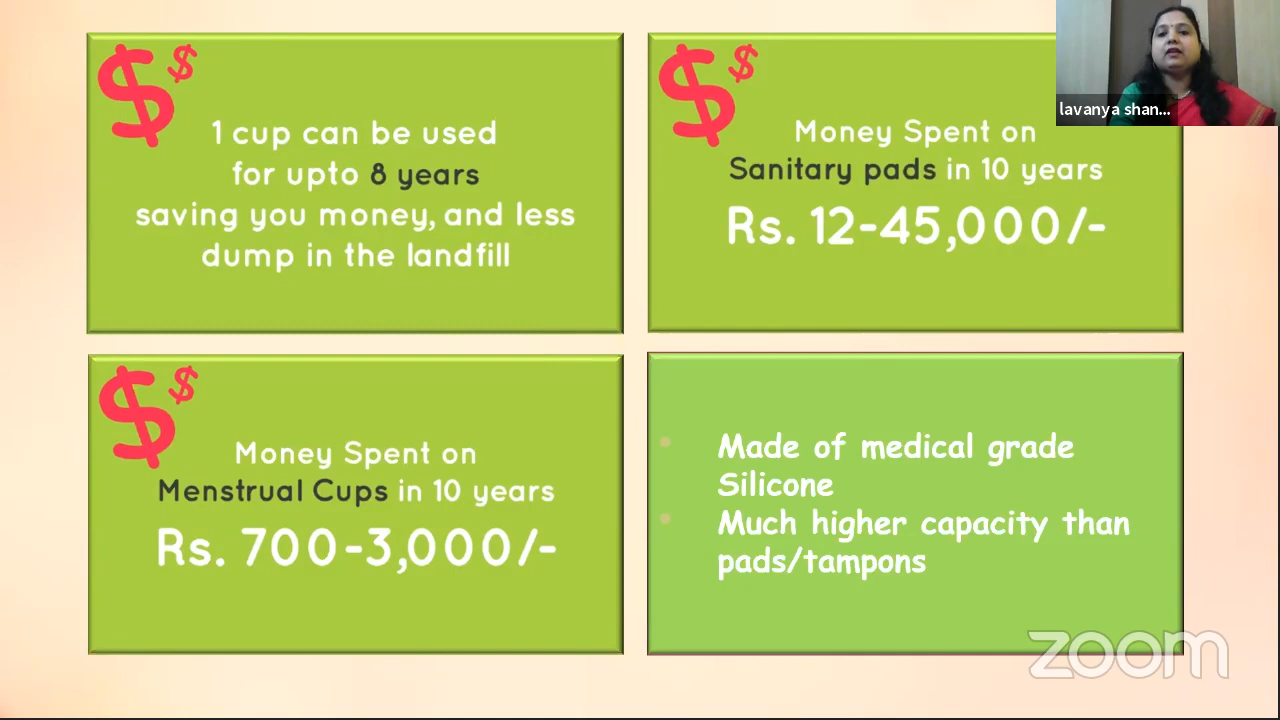 1 cup can be used
for upto 8 years
saving you money, and less
dump in the landfill
Money Spent on
Sanitary pads in 10 years
Rs. 12-45,000/-
Money Spent on
Menstrual Cups in 10 years
Rs. 700-3,000/-
Made of medical grade
Silicone
Much higher capacity than
pads/tampons
lavanya shan...
zoom